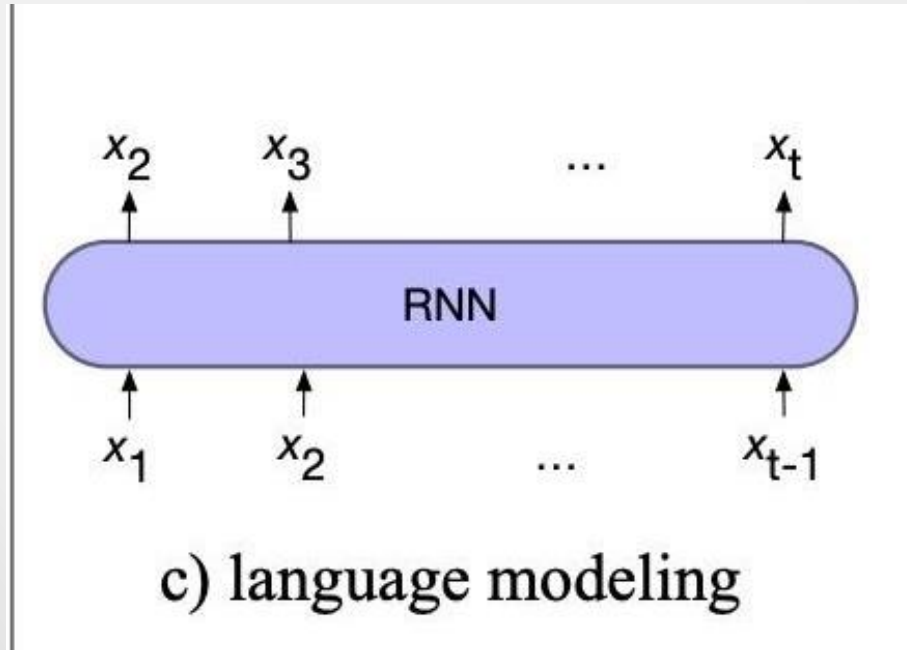 x2 x3 ... xt
RNN
x1 x2 ... xt-1
c) language modeling